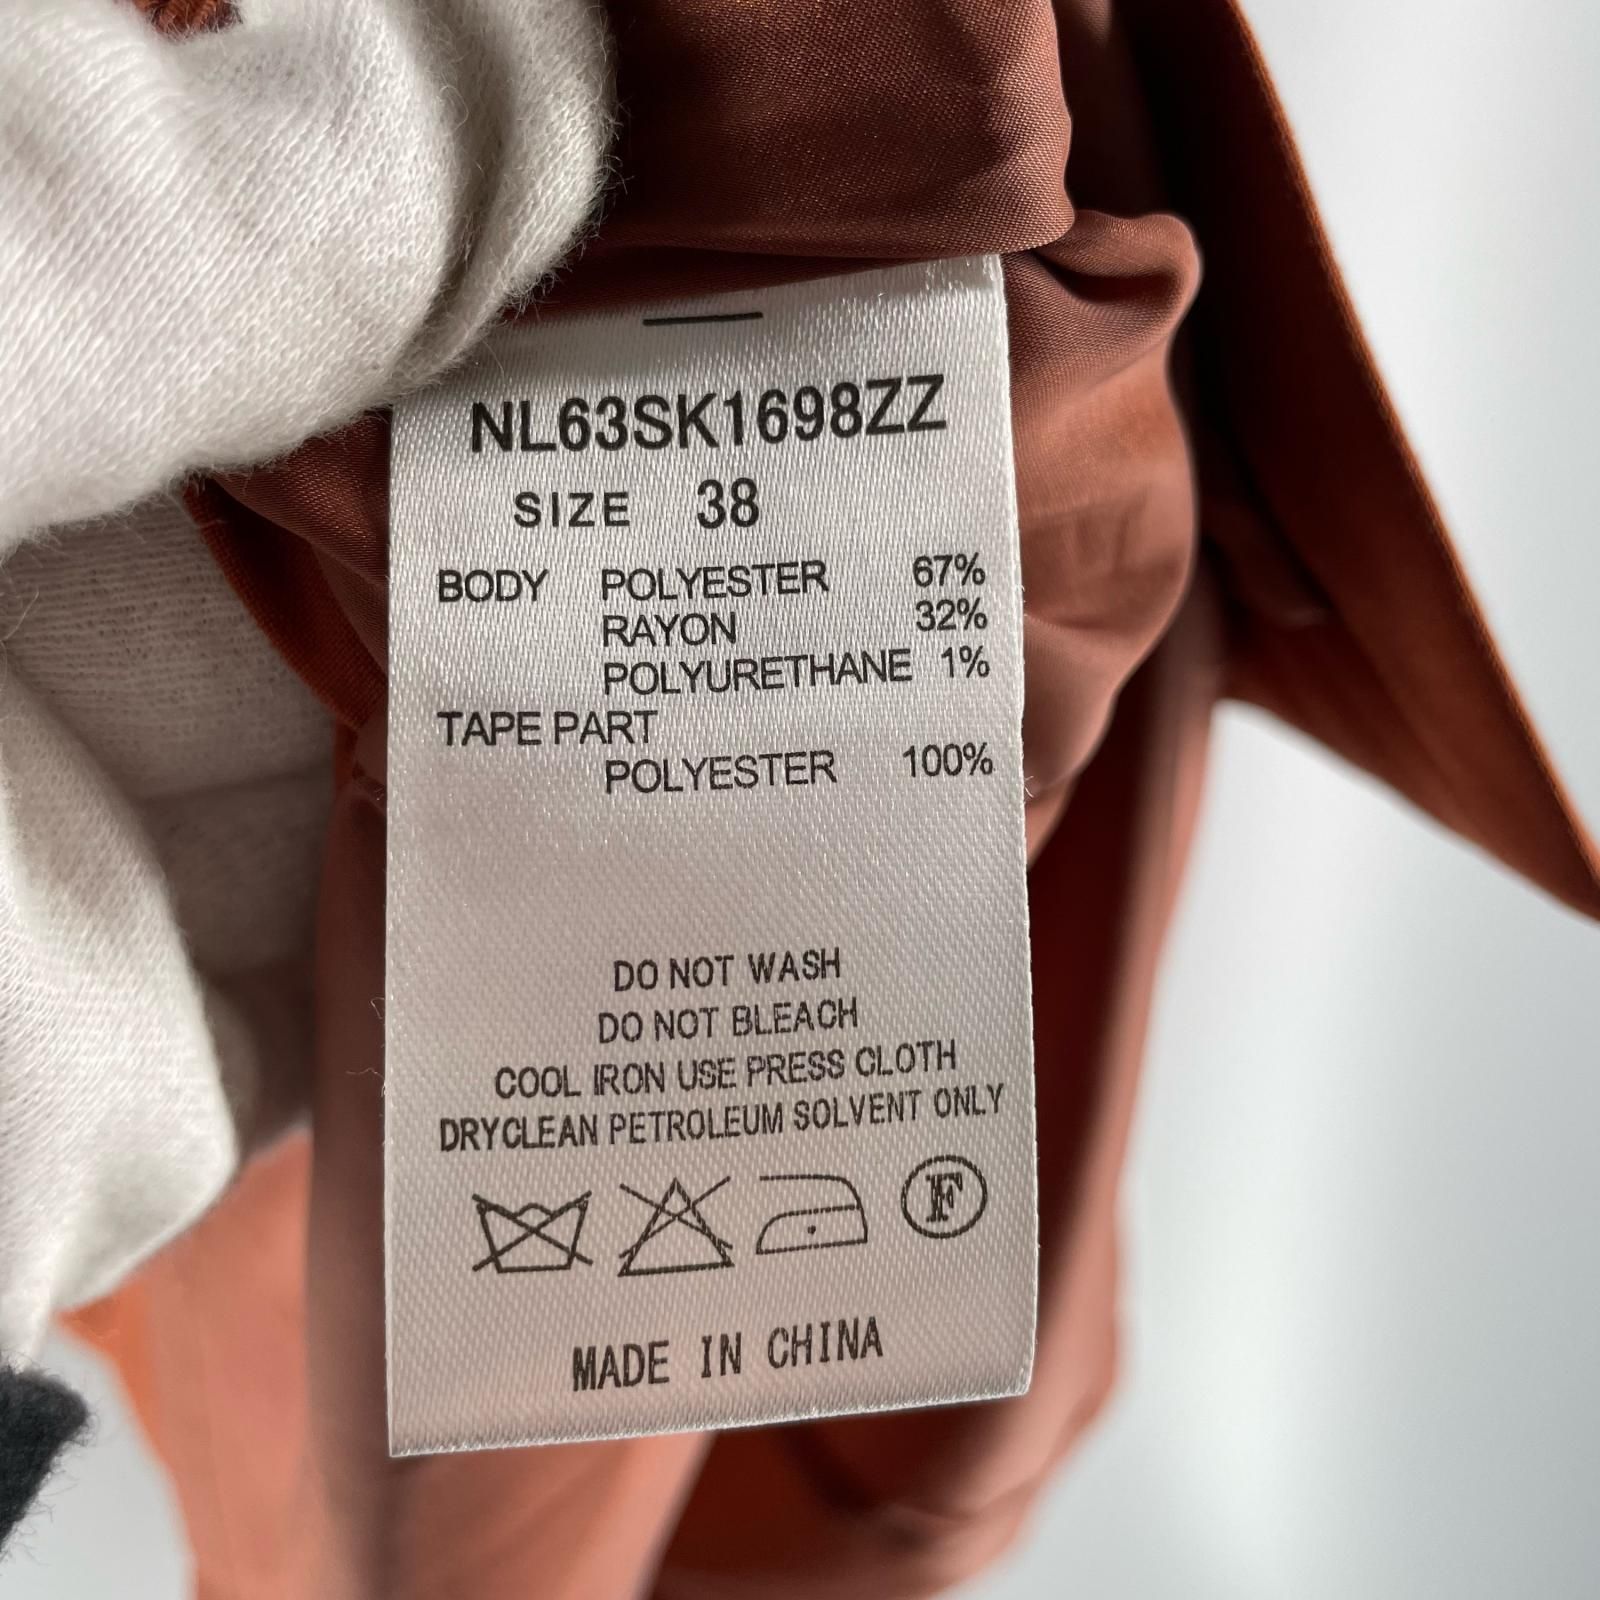 NL63SK1698ZZ
SIZE 38
BODY POLYESTER 67%
RAYON 32%
POLYURETHANE 1%
TAPE PART
POLYESTER 100%
DO NOT WASH
DO NOT BLEACH
COOL IRON USE PRESS CLOTH
DRYCLEAN PETROLEUM SOLVENT ONLY
F
MADE IN CHINA